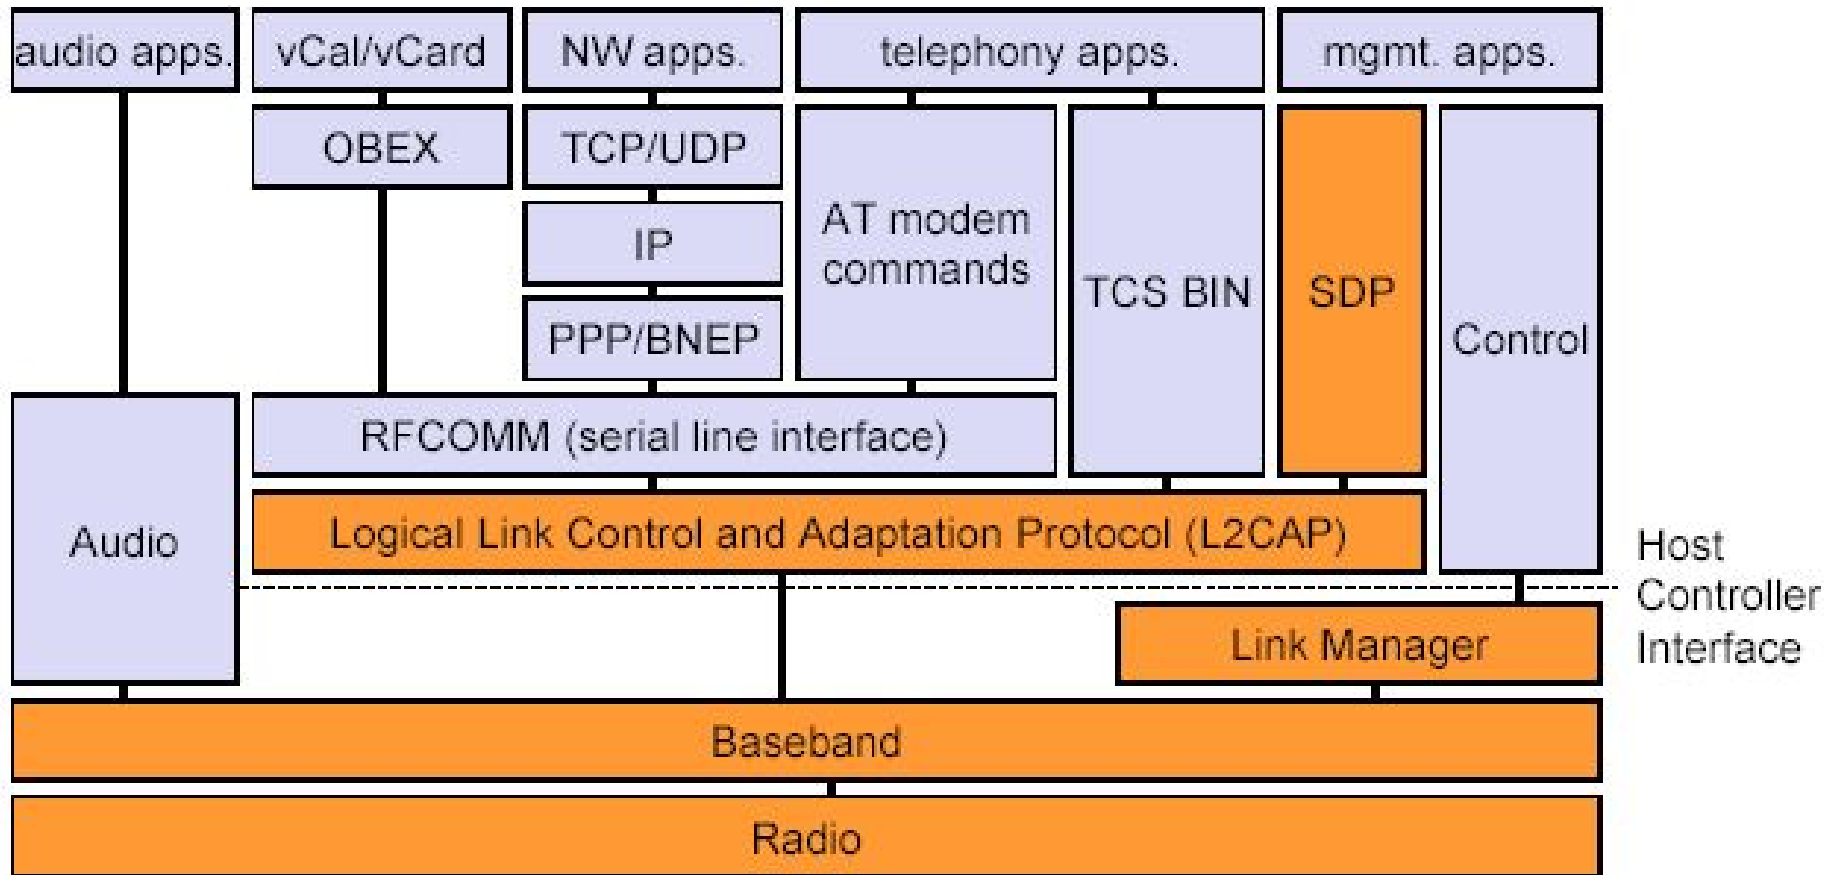 audio apps.
vCal/vCard
NW apps.
telephony apps.
mgmt. apps.
OBEX
TCP/UDP
AT modem
commands
TCS BIN
SDP
Control
IP
PPP/BNEP
RFCOMM (serial line interface)
Audio
Logical Link Control and Adaptation Protocol (L2CAP)
Host
Controller
Interface
Link Manager
Baseband
Radio